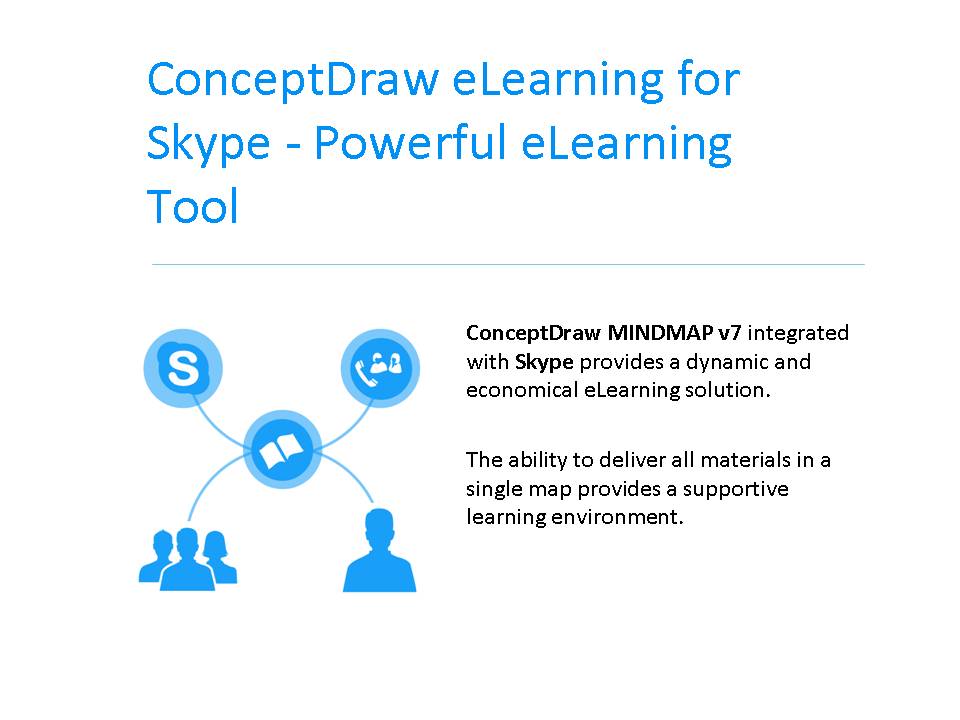 ConceptDraw eLearning for
Skype - Powerful eLearning
Tool
S
ConceptDraw MINDMAP v7 integrated
with Skype provides a dynamic and
economical eLearning solution.
The ability to deliver all materials in a
single map provides a supportive
learning environment.